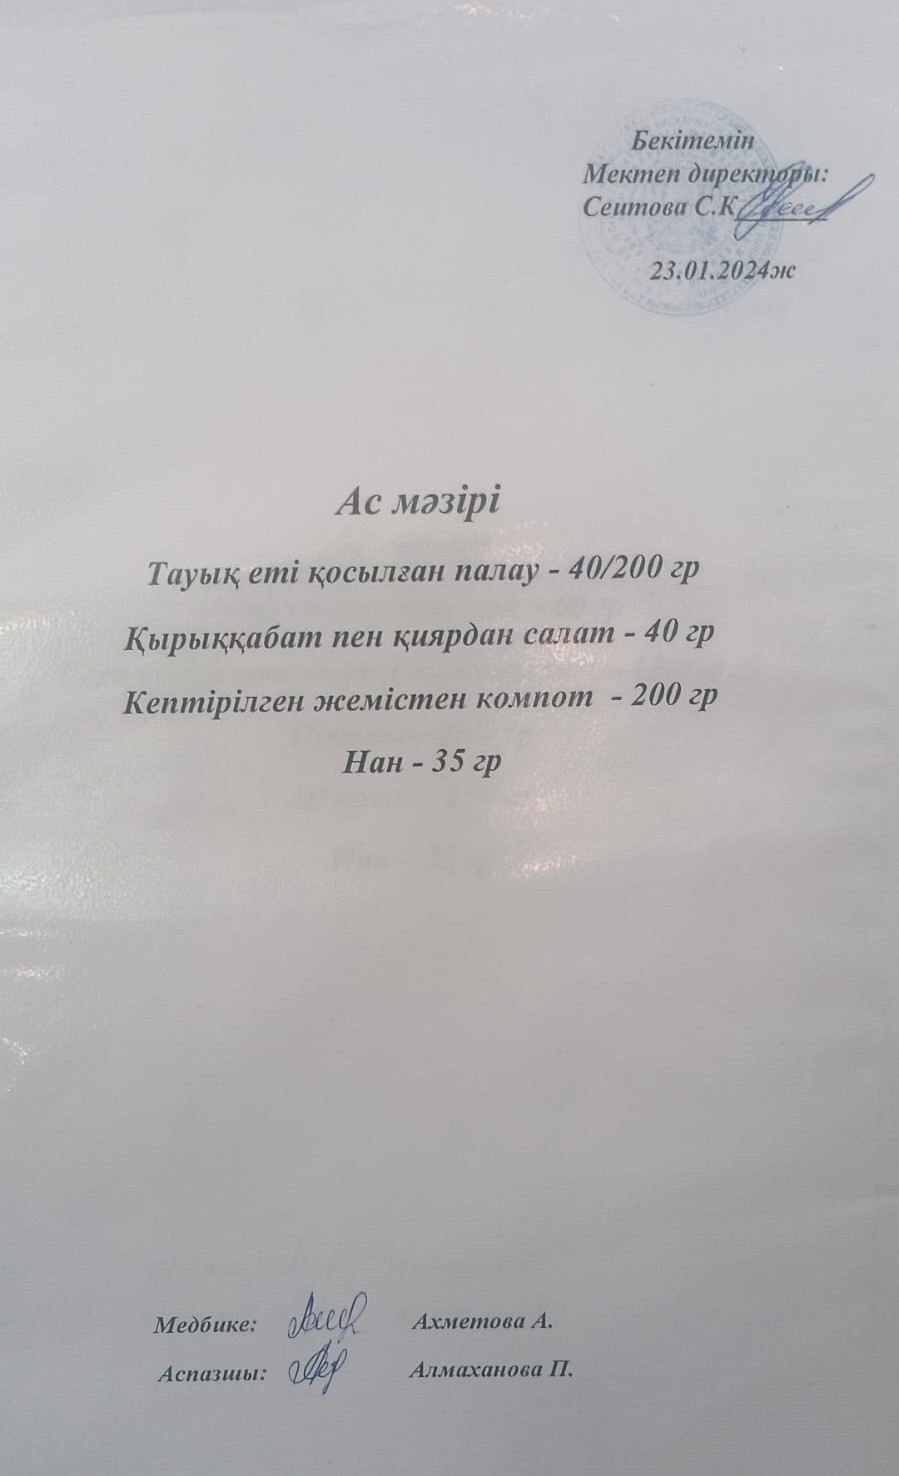 Бекітемін
Мектеп директоры:
Сеитова С.К
23.01.2024ж
Ас мәзірі
Тауық еті қосылған палау - 40/200 гр
Қырыққабат пен қиярдан салат - 40 гр
Кептірілген жемістен компот - 200 гр
Нан - 35 гр
Медбике: Ахметова А.
Аспазшы: Алмаханова П.